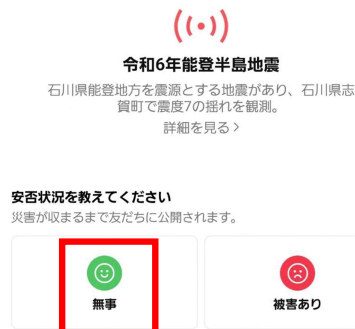 令和6年能登半島地震
石川県能登地方を震源とする地震があり、石川県志
賀町で震度7の揺れを観測。
詳細を見る >
安否状況を教えてください
災害が収まるまで友だちに公開されます。
無事
被害あり